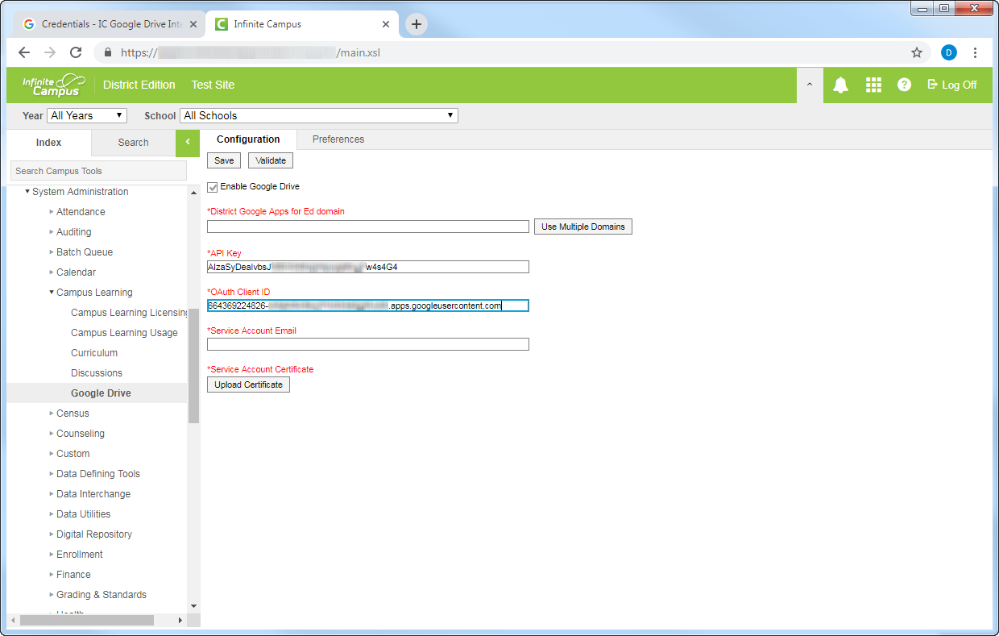 Credentials - IC Google Drive Inte
Infinite Campus
https:// /main.xsl
D
Infinite Campus
District Edition
Test Site
Log Off
Year All Years School All Schools
Index Search
Configuration Preferences
Save Validate
Search Campus Tools
Enable Google Drive
System Administration
Attendance
Auditing
Batch Queue
Calendar
Campus Learning
Campus Learning Licensing
Campus Learning Usage
Curriculum
Discussions
Google Drive
Census
Counseling
Custom
Data Defining Tools
Data Interchange
Data Utilities
Digital Repository
Enrollment
Finance
Grading & Standards
Health
*District Google Apps for Ed domain
Use Multiple Domains
*API Key
AIzaSyDealvbsJ w4s4G4
*OAuth Client ID
664369224826- .apps.googleusercontent.com
*Service Account Email
*Service Account Certificate
Upload Certificate